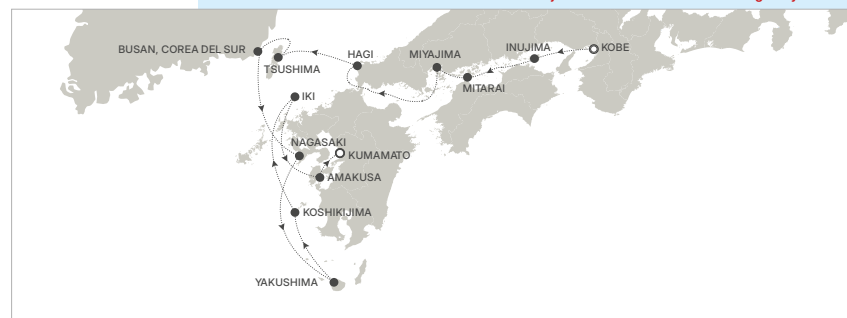 BUSAN, COREA DEL SUR
TSUSHIMA
HAGI
MIYAJIMA
INUJIMA
KOBE
MITARAI
IKI
NAGASAKI
KUMAMATO
AMAKUSA
KOSHIKIJIMA
YAKUSHIMA